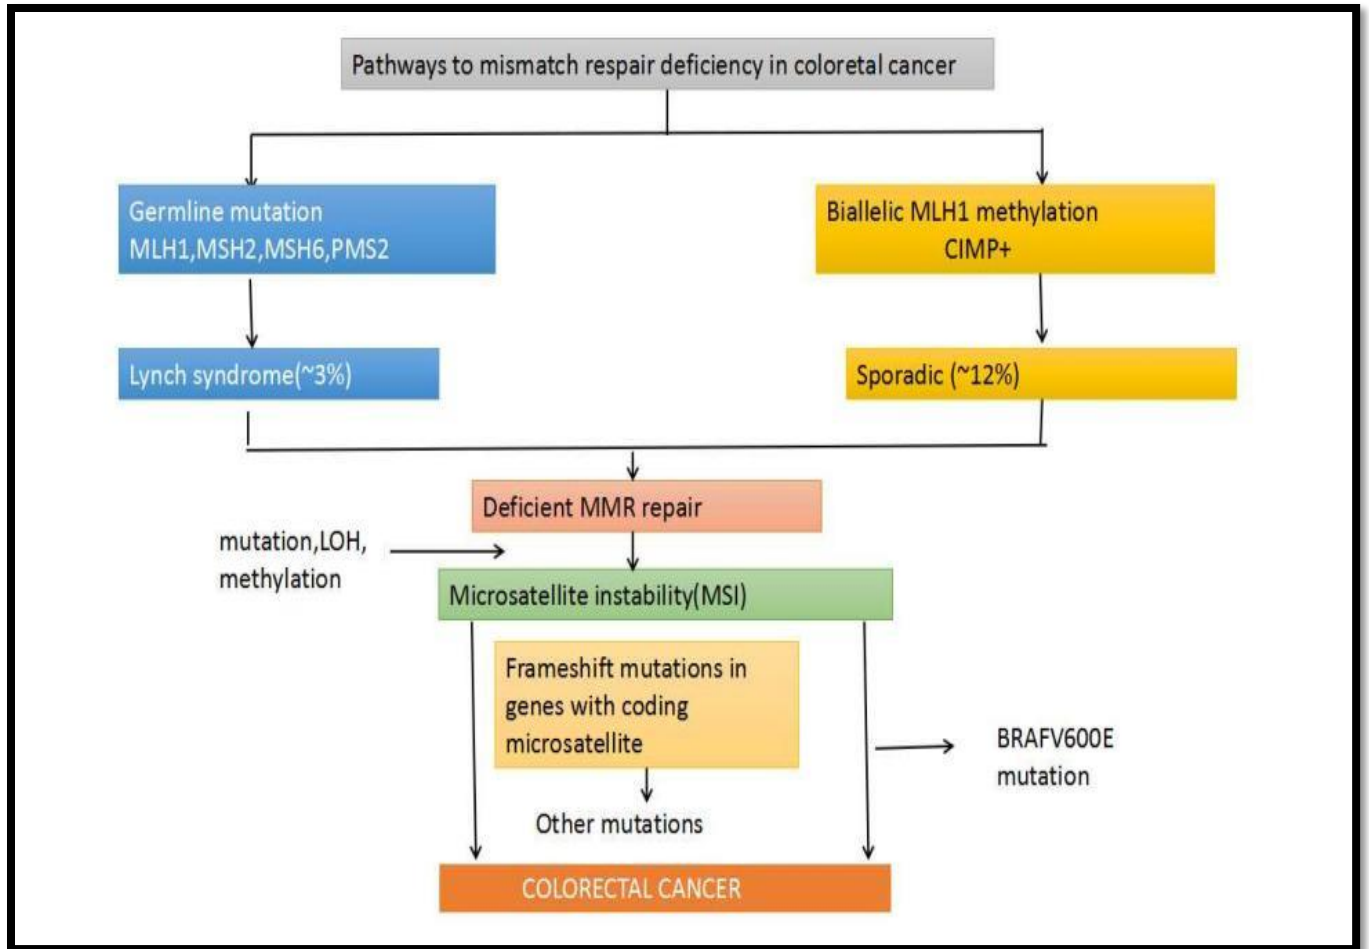 Pathways to mismatch respair deficiency in coloretal cancer
Germline mutation
MLH1,MSH2,MSH6,PMS2
Biallelic MLH1 methylation
CIMP+
Lynch syndrome(~3%)
Sporadic (~12%)
Deficient MMR repair
mutation,LOH,
methylation
Microsatellite instability(MSI)
Frameshift mutations in
genes with coding
microsatellite
BRAFV600E
mutation
Other mutations
COLORECTAL CANCER